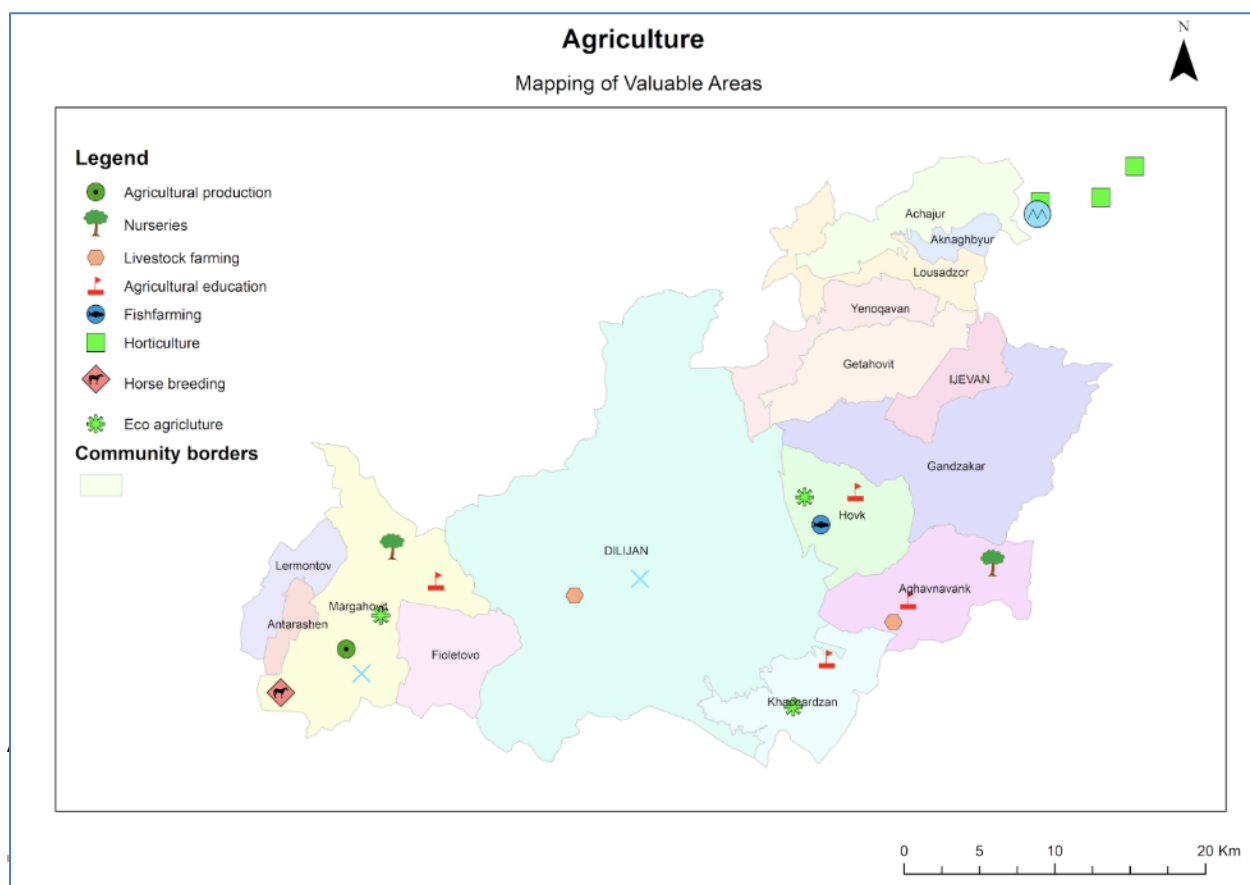 Agriculture
N
Mapping of Valuable Areas
Legend
Agricultural production
Nurseries
Livestock farming
Agricultural education
Fishfarming
Horticulture
Horse breeding
Eco agricluture
Community borders
Achajur
Aknaghbyur
Lousadzor
Yenoqavan
Getahovit
IJEVAN
Gandzakar
Hovk
DILIJAN
Lermontov
Aghavnavank
Margahovit
Antarashen
Fioletovo
Khachardzan
0 5 10 20 Km